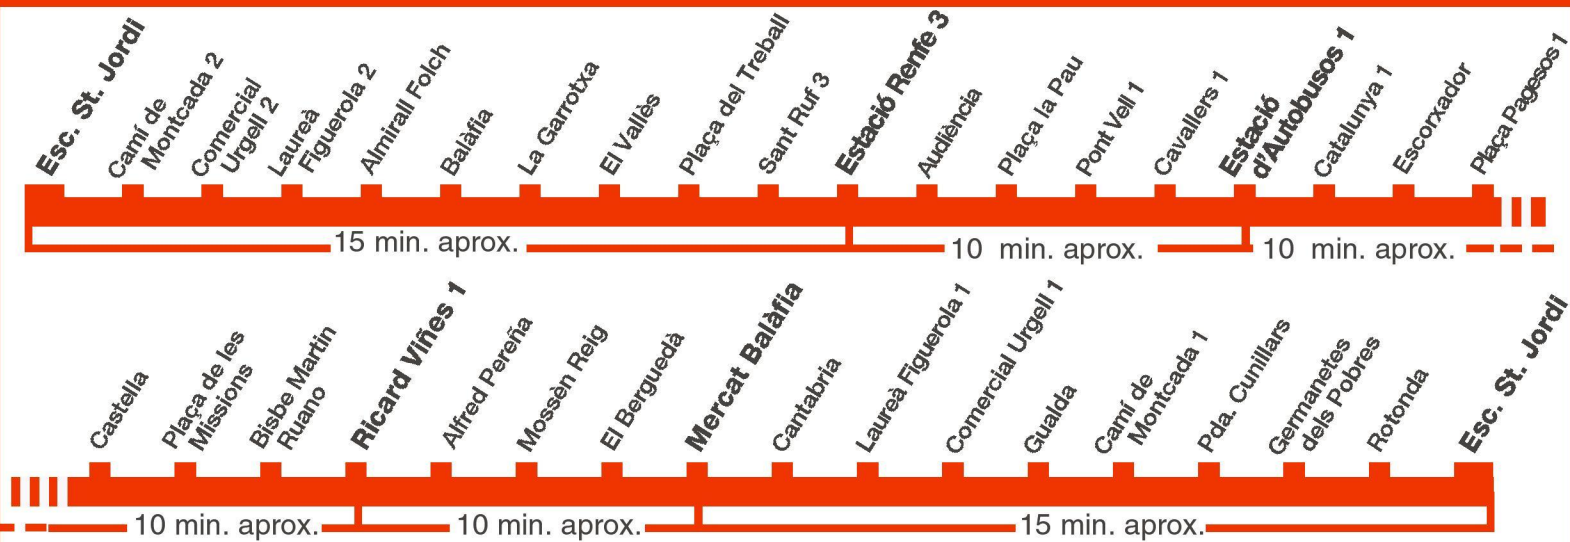 Esc. St. Jordi
Camí de
Montcada 2
Comercial
Urgell 2
Laureà
Figuerola 2
Almirall Folch
Balàfia
La Garrotxa
El Vallès
Plaça del Treball
Sant Ruf 3
Estació Renfe 3
Audiència
Plaça la Pau
Pont Vell 1
Cavallers 1
Estació
d'Autobusos 1
Catalunya 1
Escorxador
Plaça Pagesos 1
15 min. aprox.
10 min. aprox.
10 min. aprox.
Castella
Plaça de les
Missions
Bisbe Martin
Ruano
Ricard Viñes 1
Alfred Pereña
Mossèn Reig
El Berguedà
Mercat Balàfia
Cantabria
Laureà Figuerola 1
Comercial Urgell 1
Gualda
Camí de
Montcada 1
Pda. Cunillars
Germanetes
dels Pobres
Rotonda
Esc. St. Jordi
10 min. aprox.
10 min. aprox.
15 min. aprox.